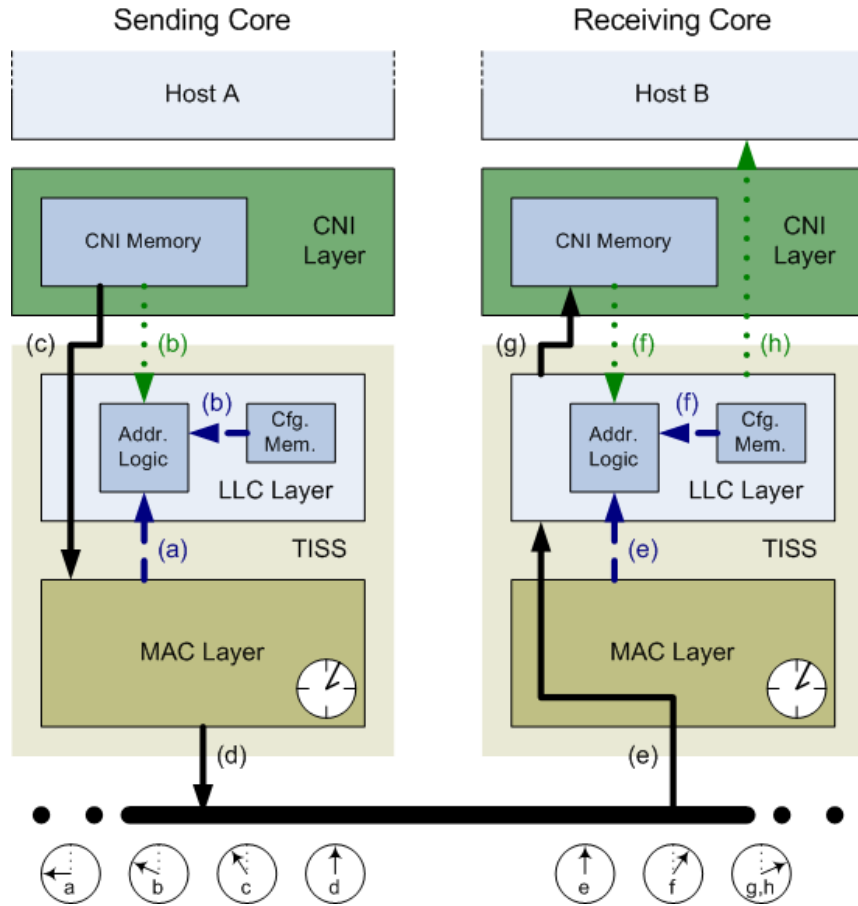 Sending Core
Receiving Core
Host A
Host B
CNI Memory
CNI
Layer
CNI Memory
CNI
Layer
(c)
(b)
(g)
(f)
(h)
(b)
Addr.
Logic
Cfg.
Mem.
LLC Layer
(f)
Addr.
Logic
Cfg.
Mem.
LLC Layer
(a)
TISS
(e)
TISS
MAC Layer
MAC Layer
(d)
(e)
a
b
c
d
e
f
g,h